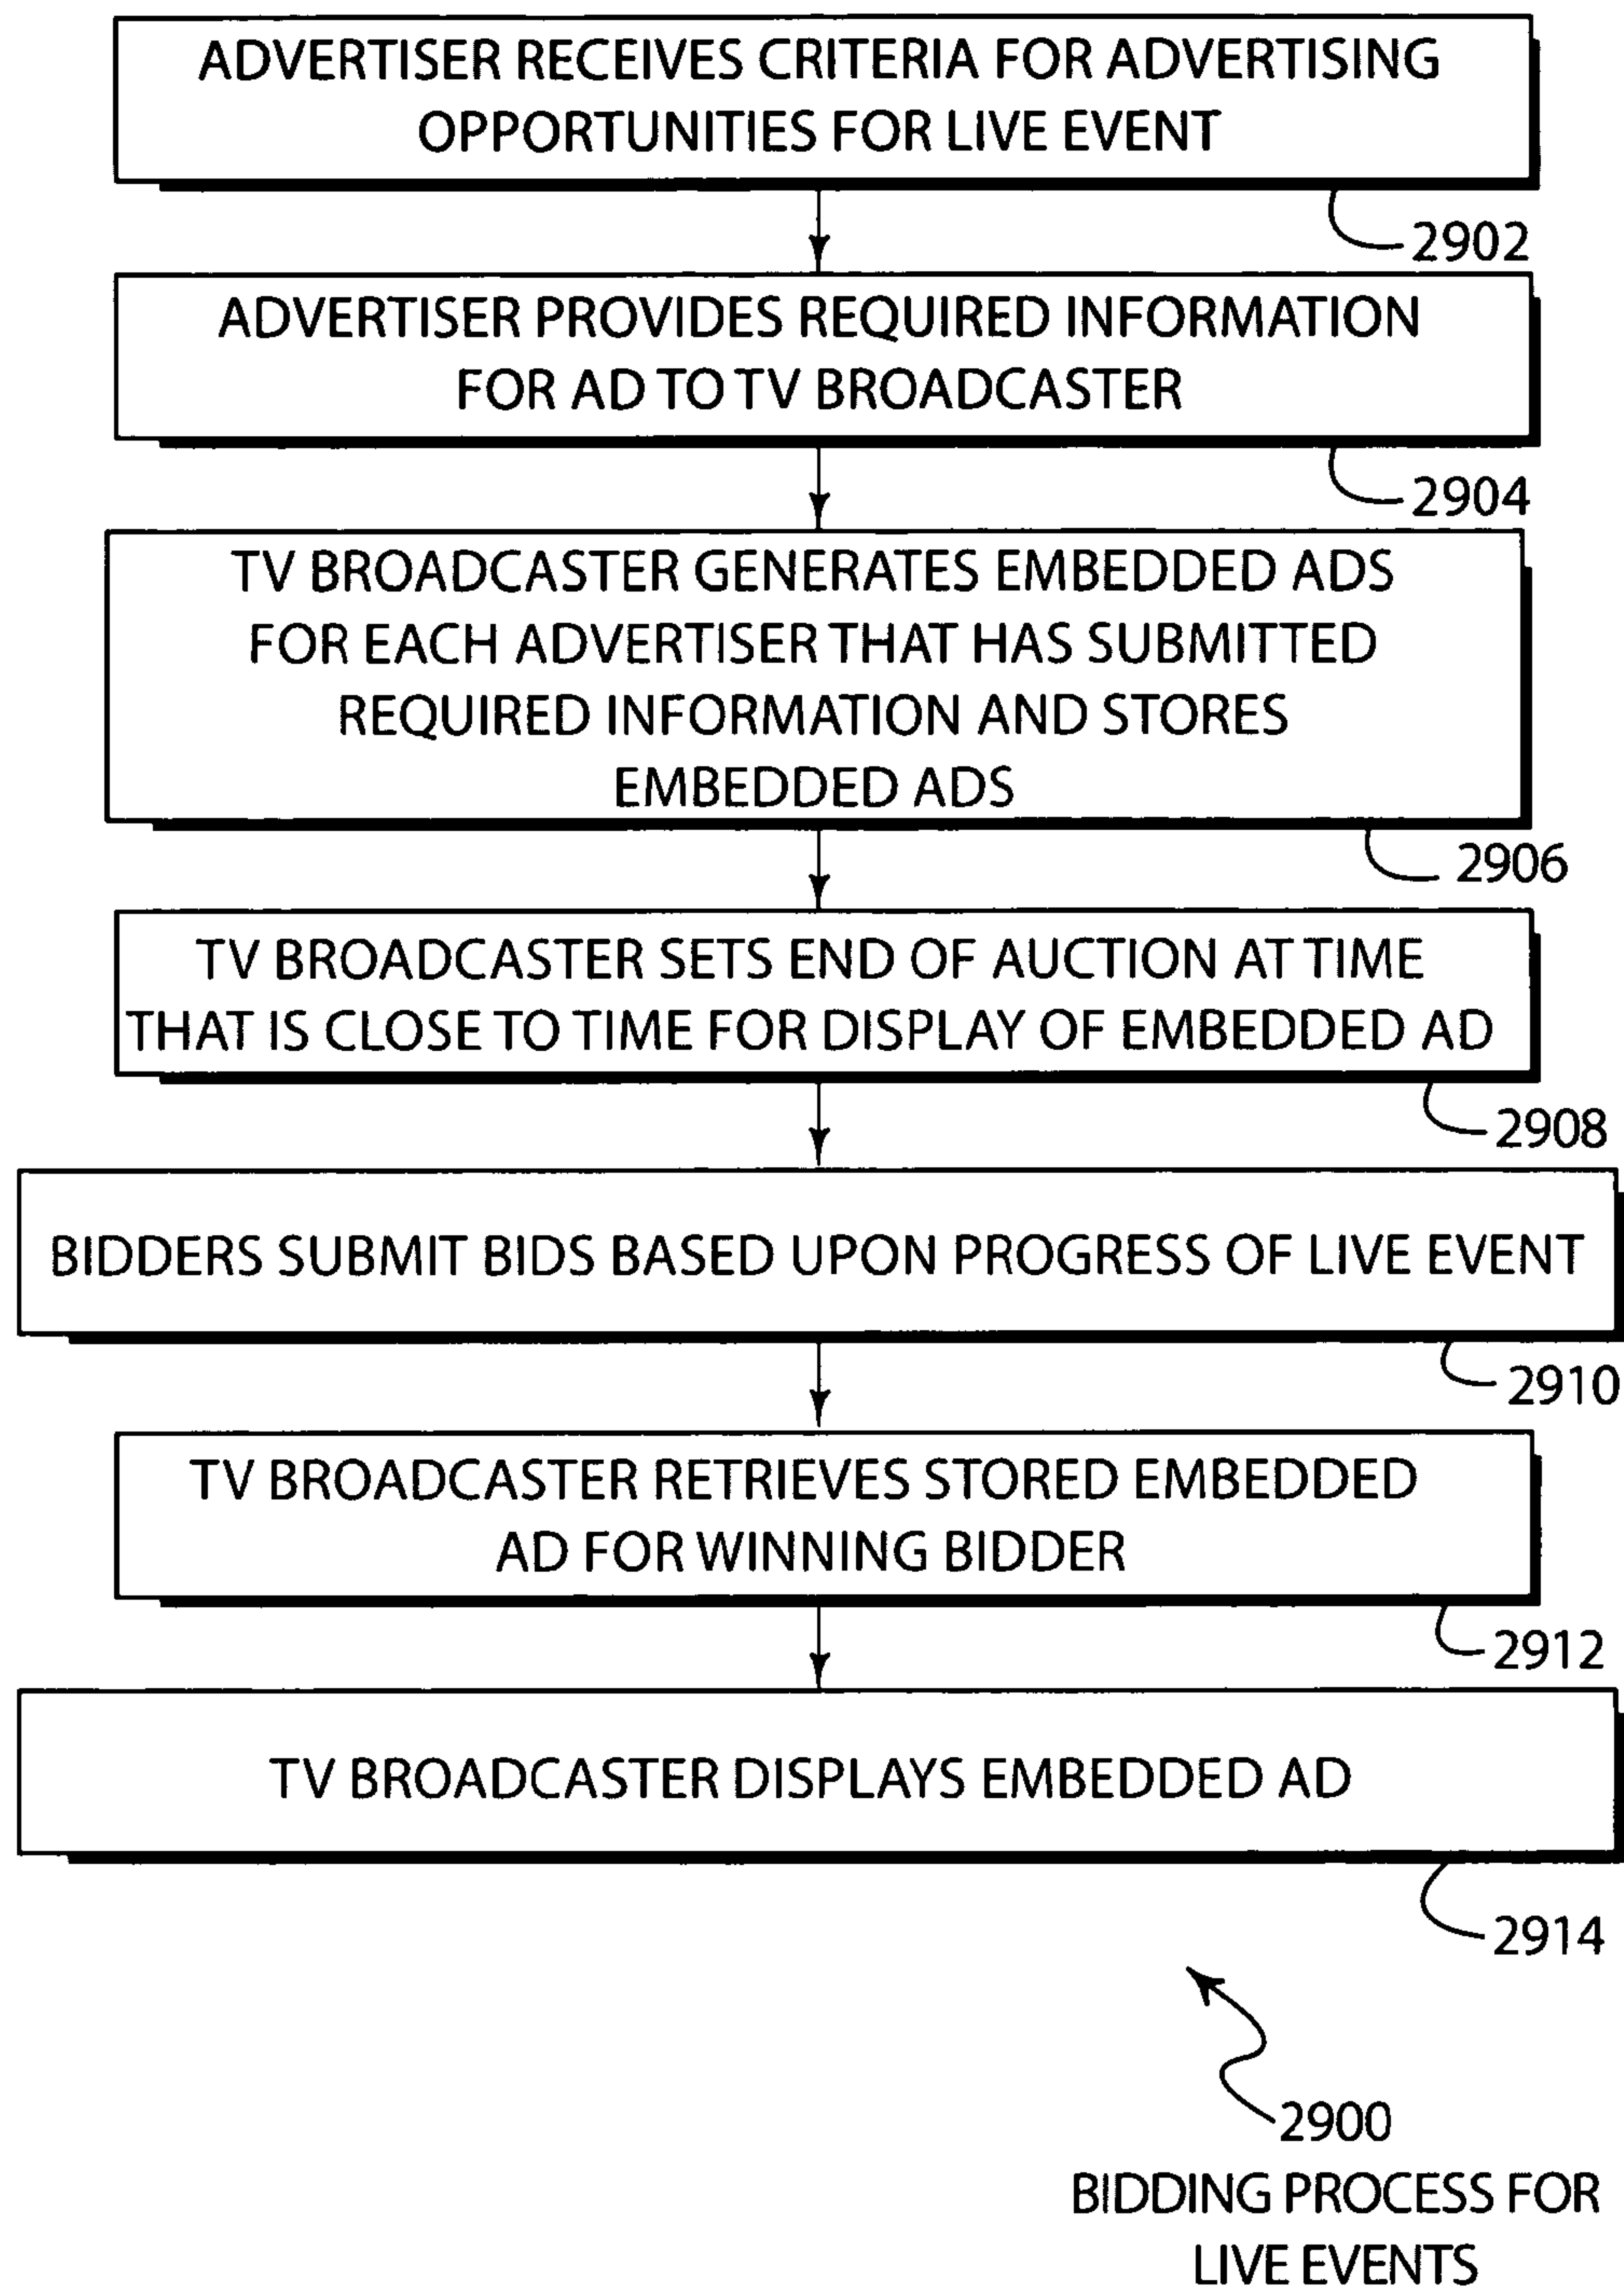 ADVERTISER RECEIVES CRITERIA FOR ADVERTISING
OPPORTUNITIES FOR LIVE EVENT
2902
ADVERTISER PROVIDES REQUIRED INFORMATION
FOR AD TO TV BROADCASTER
2904
TV BROADCASTER GENERATES EMBEDDED ADS
FOR EACH ADVERTISER THAT HAS SUBMITTED
REQUIRED INFORMATION AND STORES
EMBEDDED ADS
2906
TV BROADCASTER SETS END OF AUCTION AT TIME
THAT IS CLOSE TO TIME FOR DISPLAY OF EMBEDDED AD
2908
BIDDERS SUBMIT BIDS BASED UPON PROGRESS OF LIVE EVENT
2910
TV BROADCASTER RETRIEVES STORED EMBEDDED
AD FOR WINNING BIDDER
2912
TV BROADCASTER DISPLAYS EMBEDDED AD
2914
2900
BIDDING PROCESS FOR
LIVE EVENTS